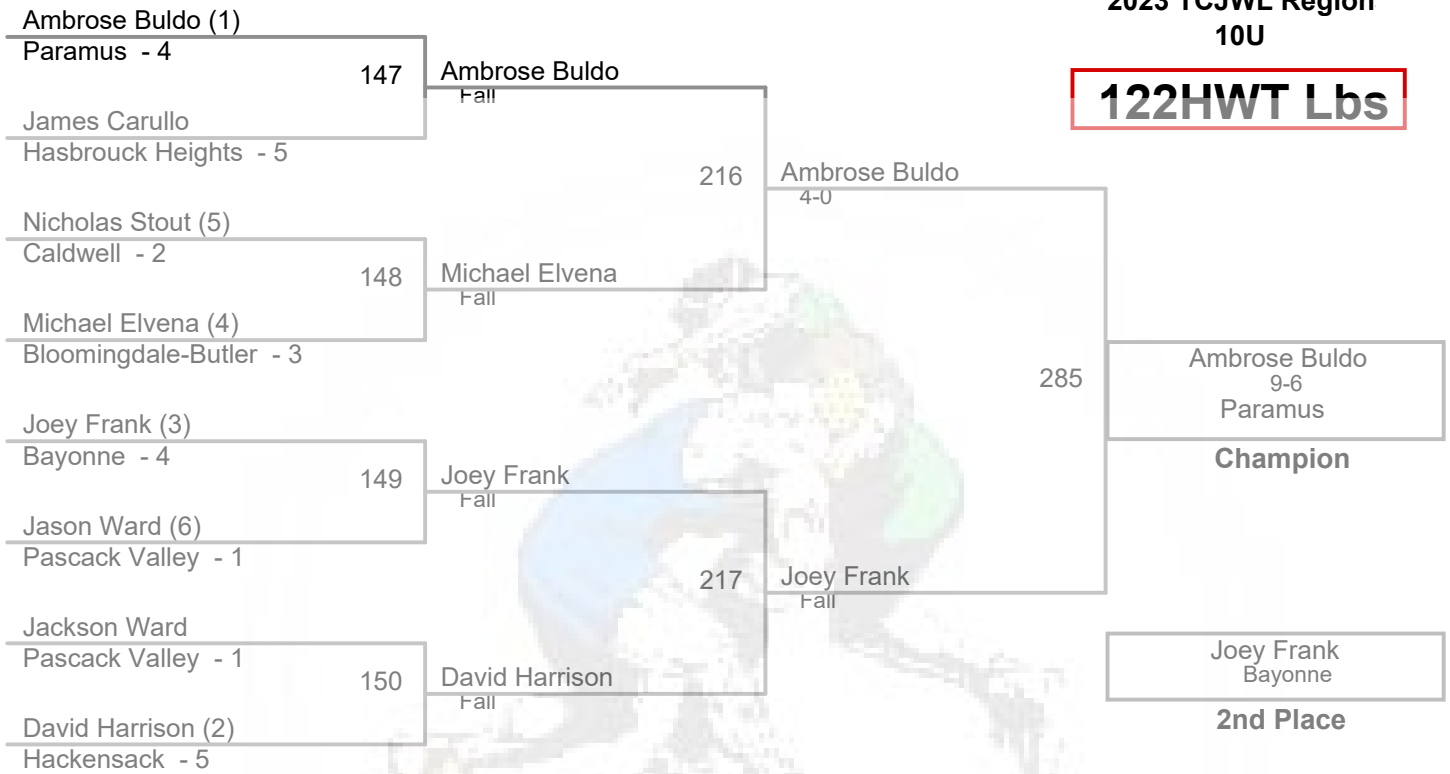 2023 TCJWL Region
10U
122HWT Lbs
Ambrose Buldo (1)
Paramus - 4
147
Ambrose Buldo
Fall
James Carullo
Hasbrouck Heights - 5
216
Ambrose Buldo
4-0
Nicholas Stout (5)
Caldwell - 2
148
Michael Elvena
Fall
Michael Elvena (4)
Bloomingdale-Butler - 3
285
Ambrose Buldo
9-6
Paramus
Champion
Joey Frank (3)
Bayonne - 4
149
Joey Frank
Fall
Jason Ward (6)
Pascack Valley - 1
217
Joey Frank
Fall
Jackson Ward
Pascack Valley - 1
150
David Harrison
Fall
David Harrison (2)
Hackensack - 5
Joey Frank
Bayonne
2nd Place